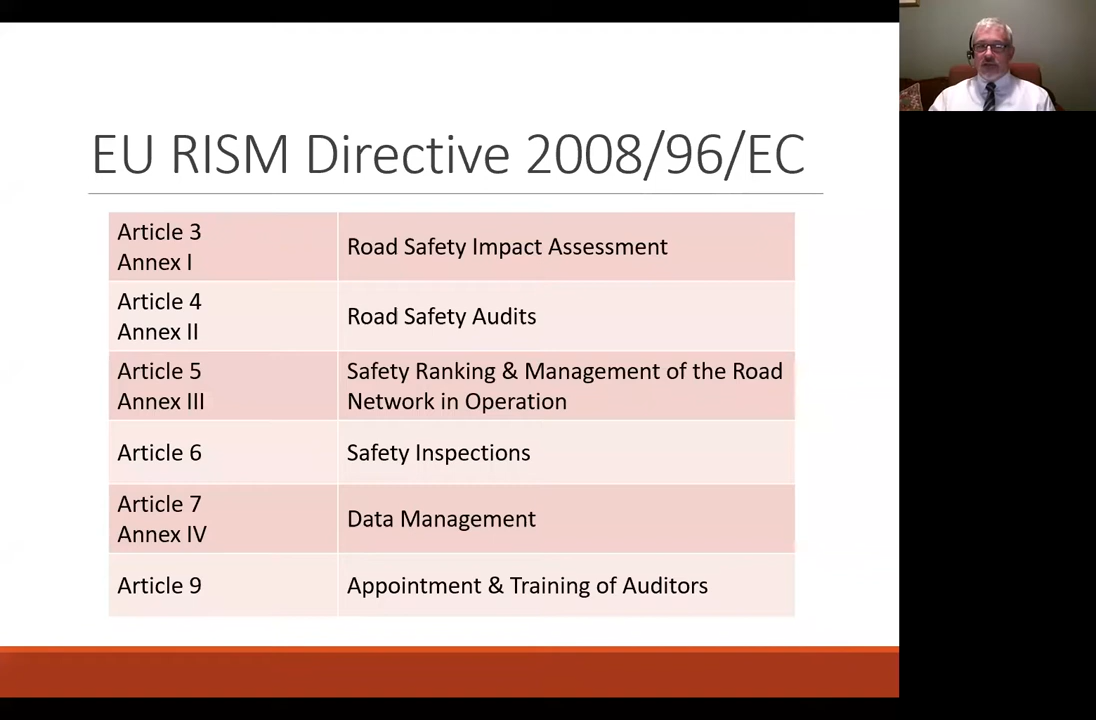 EU RISM Directive 2008/96/EC
Article 3
Annex I
Road Safety Impact Assessment
Article 4
Annex II
Road Safety Audits
Article 5
Annex III
Safety Ranking & Management of the Road
Network in Operation
Article 6
Safety Inspections
Article 7
Annex IV
Data Management
Article 9
Appointment & Training of Auditors